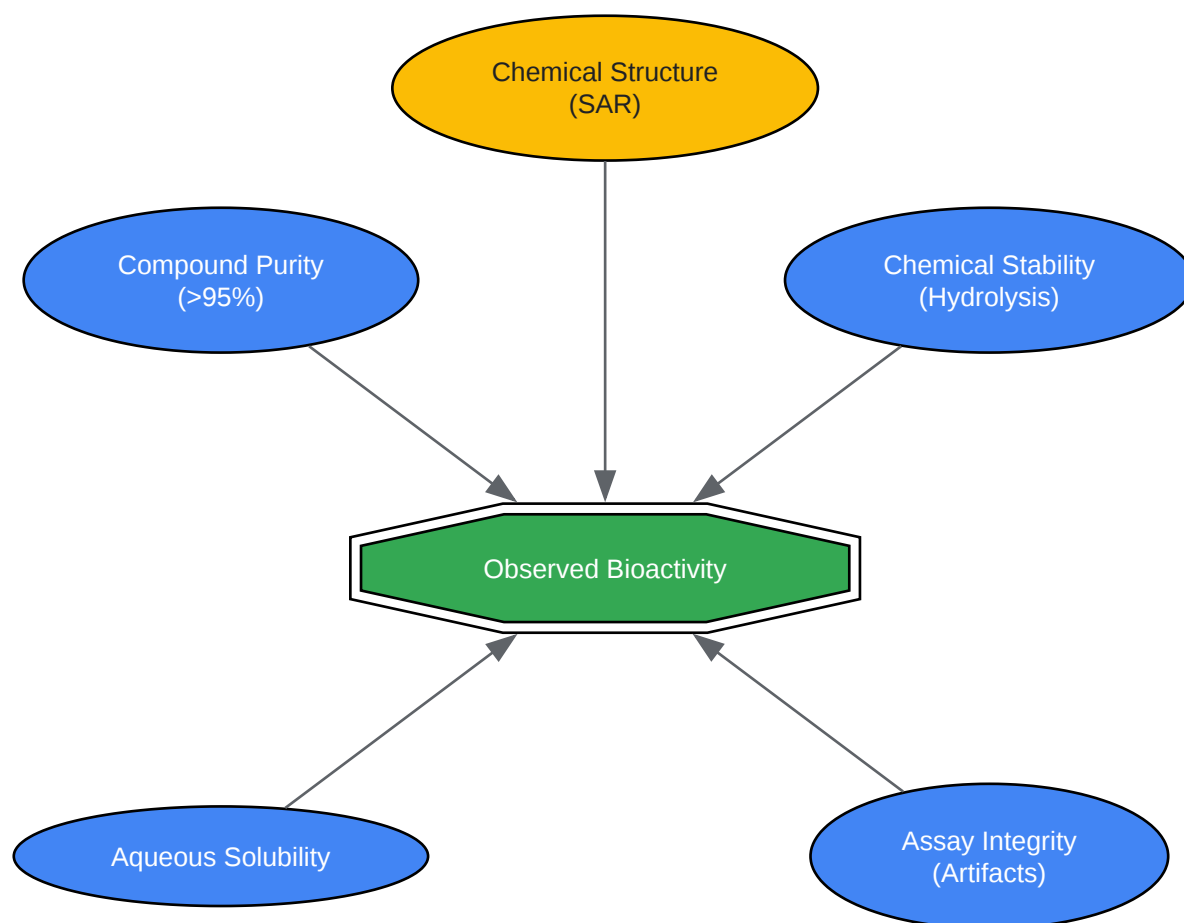 Chemical Structure
(SAR)
Compound Purity
(>95%)
Chemical Stability
(Hydrolysis)
Observed Bioactivity
Aqueous Solubility
Assay Integrity
(Artifacts)